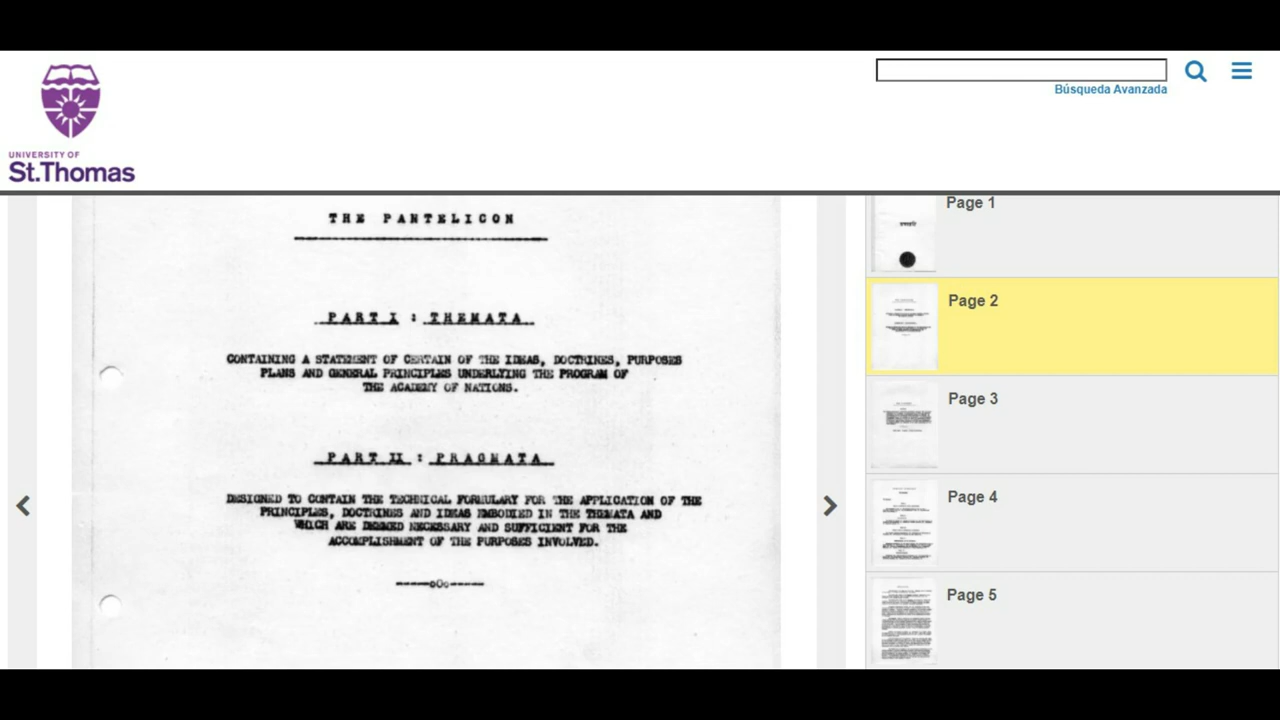 Búsqueda Avanzada
UNIVERSITY OF
St.Thomas
THE PANTELICON
PART I : THEMATA
CONTAINING A STATEMENT OF CERTAIN OF THE IDEAS, DOCTRINES, PURPOSES
PLANS AND GENERAL PRINCIPLES UNDERLYING THE PROGRAM OF
THE ACADEMY OF NATIONS.
PART II : PRAGMATA
DESIGNED TO CONTAIN THE TECHNICAL FORMULARY FOR THE APPLICATION OF THE
PRINCIPLES, DOCTRINES AND IDEAS EMBODIED IN THE THEMATA AND
WHICH ARE DEEMED NECESSARY AND SUFFICIENT FOR THE
ACCOMPLISHMENT OF THE PURPOSES INVOLVED.
-----oOo-----
Page 1
Page 2
Page 3
Page 4
Page 5